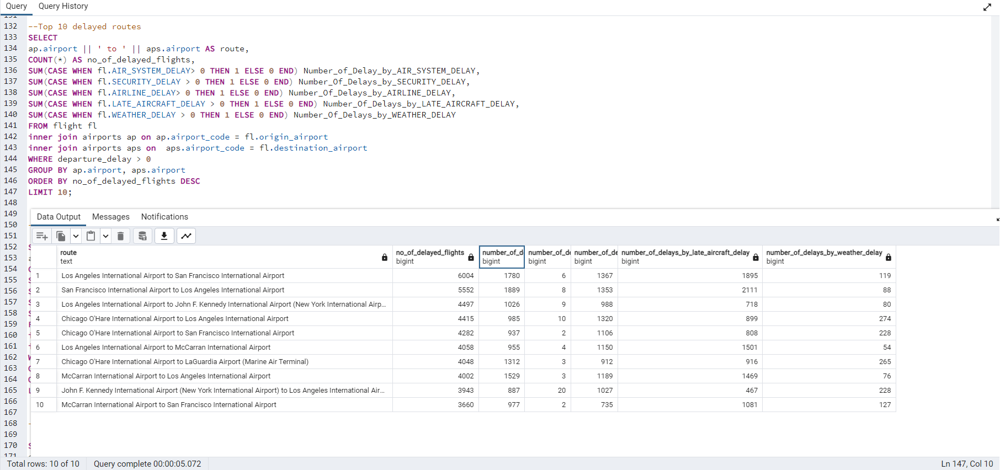 Query Query History
131
132 --Top 10 delayed routes
133 SELECT
134 ap.airport || ' to ' || aps.airport AS route,
135 COUNT(*) AS no_of_delayed_flights,
136 SUM(CASE WHEN fl.AIR_SYSTEM_DELAY> 0 THEN 1 ELSE 0 END) Number_of_Delay_by_AIR_SYSTEM_DELAY,
137 SUM(CASE WHEN fl.SECURITY_DELAY > 0 THEN 1 ELSE 0 END) Number_Of_Delays_by_SECURITY_DELAY,
138 SUM(CASE WHEN fl.AIRLINE_DELAY> 0 THEN 1 ELSE 0 END) Number_Of_Delays_by_AIRLINE_DELAY,
139 SUM(CASE WHEN fl.LATE_AIRCRAFT_DELAY > 0 THEN 1 ELSE 0 END) Number_Of_Delays_by_LATE_AIRCRAFT_DELAY,
140 SUM(CASE WHEN fl.WEATHER_DELAY > 0 THEN 1 ELSE 0 END) Number_Of_Delays_by_WEATHER_DELAY
141 FROM flight fl
142 inner join airports ap on ap.airport_code = fl.origin_airport
143 inner join airports aps on  aps.airport_code = fl.destination_airport
144 WHERE departure_delay > 0
145 GROUP BY ap.airport, aps.airport
146 ORDER BY no_of_delayed_flights DESC
147 LIMIT 10;
148
149
150
151
152
153
154
155
156
157
158
159
160
161
162
163
164
165
166
167
168
169
170
171
Data Output Messages Notifications
route no_of_delayed_flights number_of_d number_of_de number_of_de number_of_delays_by_late_aircraft_delay number_of_delays_by_weather_delay
text bigint bigint bigint bigint bigint bigint
1 Los Angeles International Airport to San Francisco International Airport 6004 1780 6 1367 1895 119
2 San Francisco International Airport to Los Angeles International Airport 5552 1889 8 1353 2111 88
3 Los Angeles International Airport to John F. Kennedy International Airport (New York International Airp... 4497 1026 9 988 718 80
4 Chicago O'Hare International Airport to Los Angeles International Airport 4415 985 10 1320 899 274
5 Chicago O'Hare International Airport to San Francisco International Airport 4282 937 2 1106 808 228
6 Los Angeles International Airport to McCarran International Airport 4058 955 4 1150 1501 54
7 Chicago O'Hare International Airport to LaGuardia Airport (Marine Air Terminal) 4048 1312 3 912 916 265
8 McCarran International Airport to Los Angeles International Airport 4002 1529 3 1189 1469 76
9 John F. Kennedy International Airport (New York International Airport) to Los Angeles International Air... 3943 887 20 1027 467 228
10 McCarran International Airport to San Francisco International Airport 3660 977 2 735 1081 127
Total rows: 10 of 10 Query complete 00:00:05.072 Ln 147, Col 10